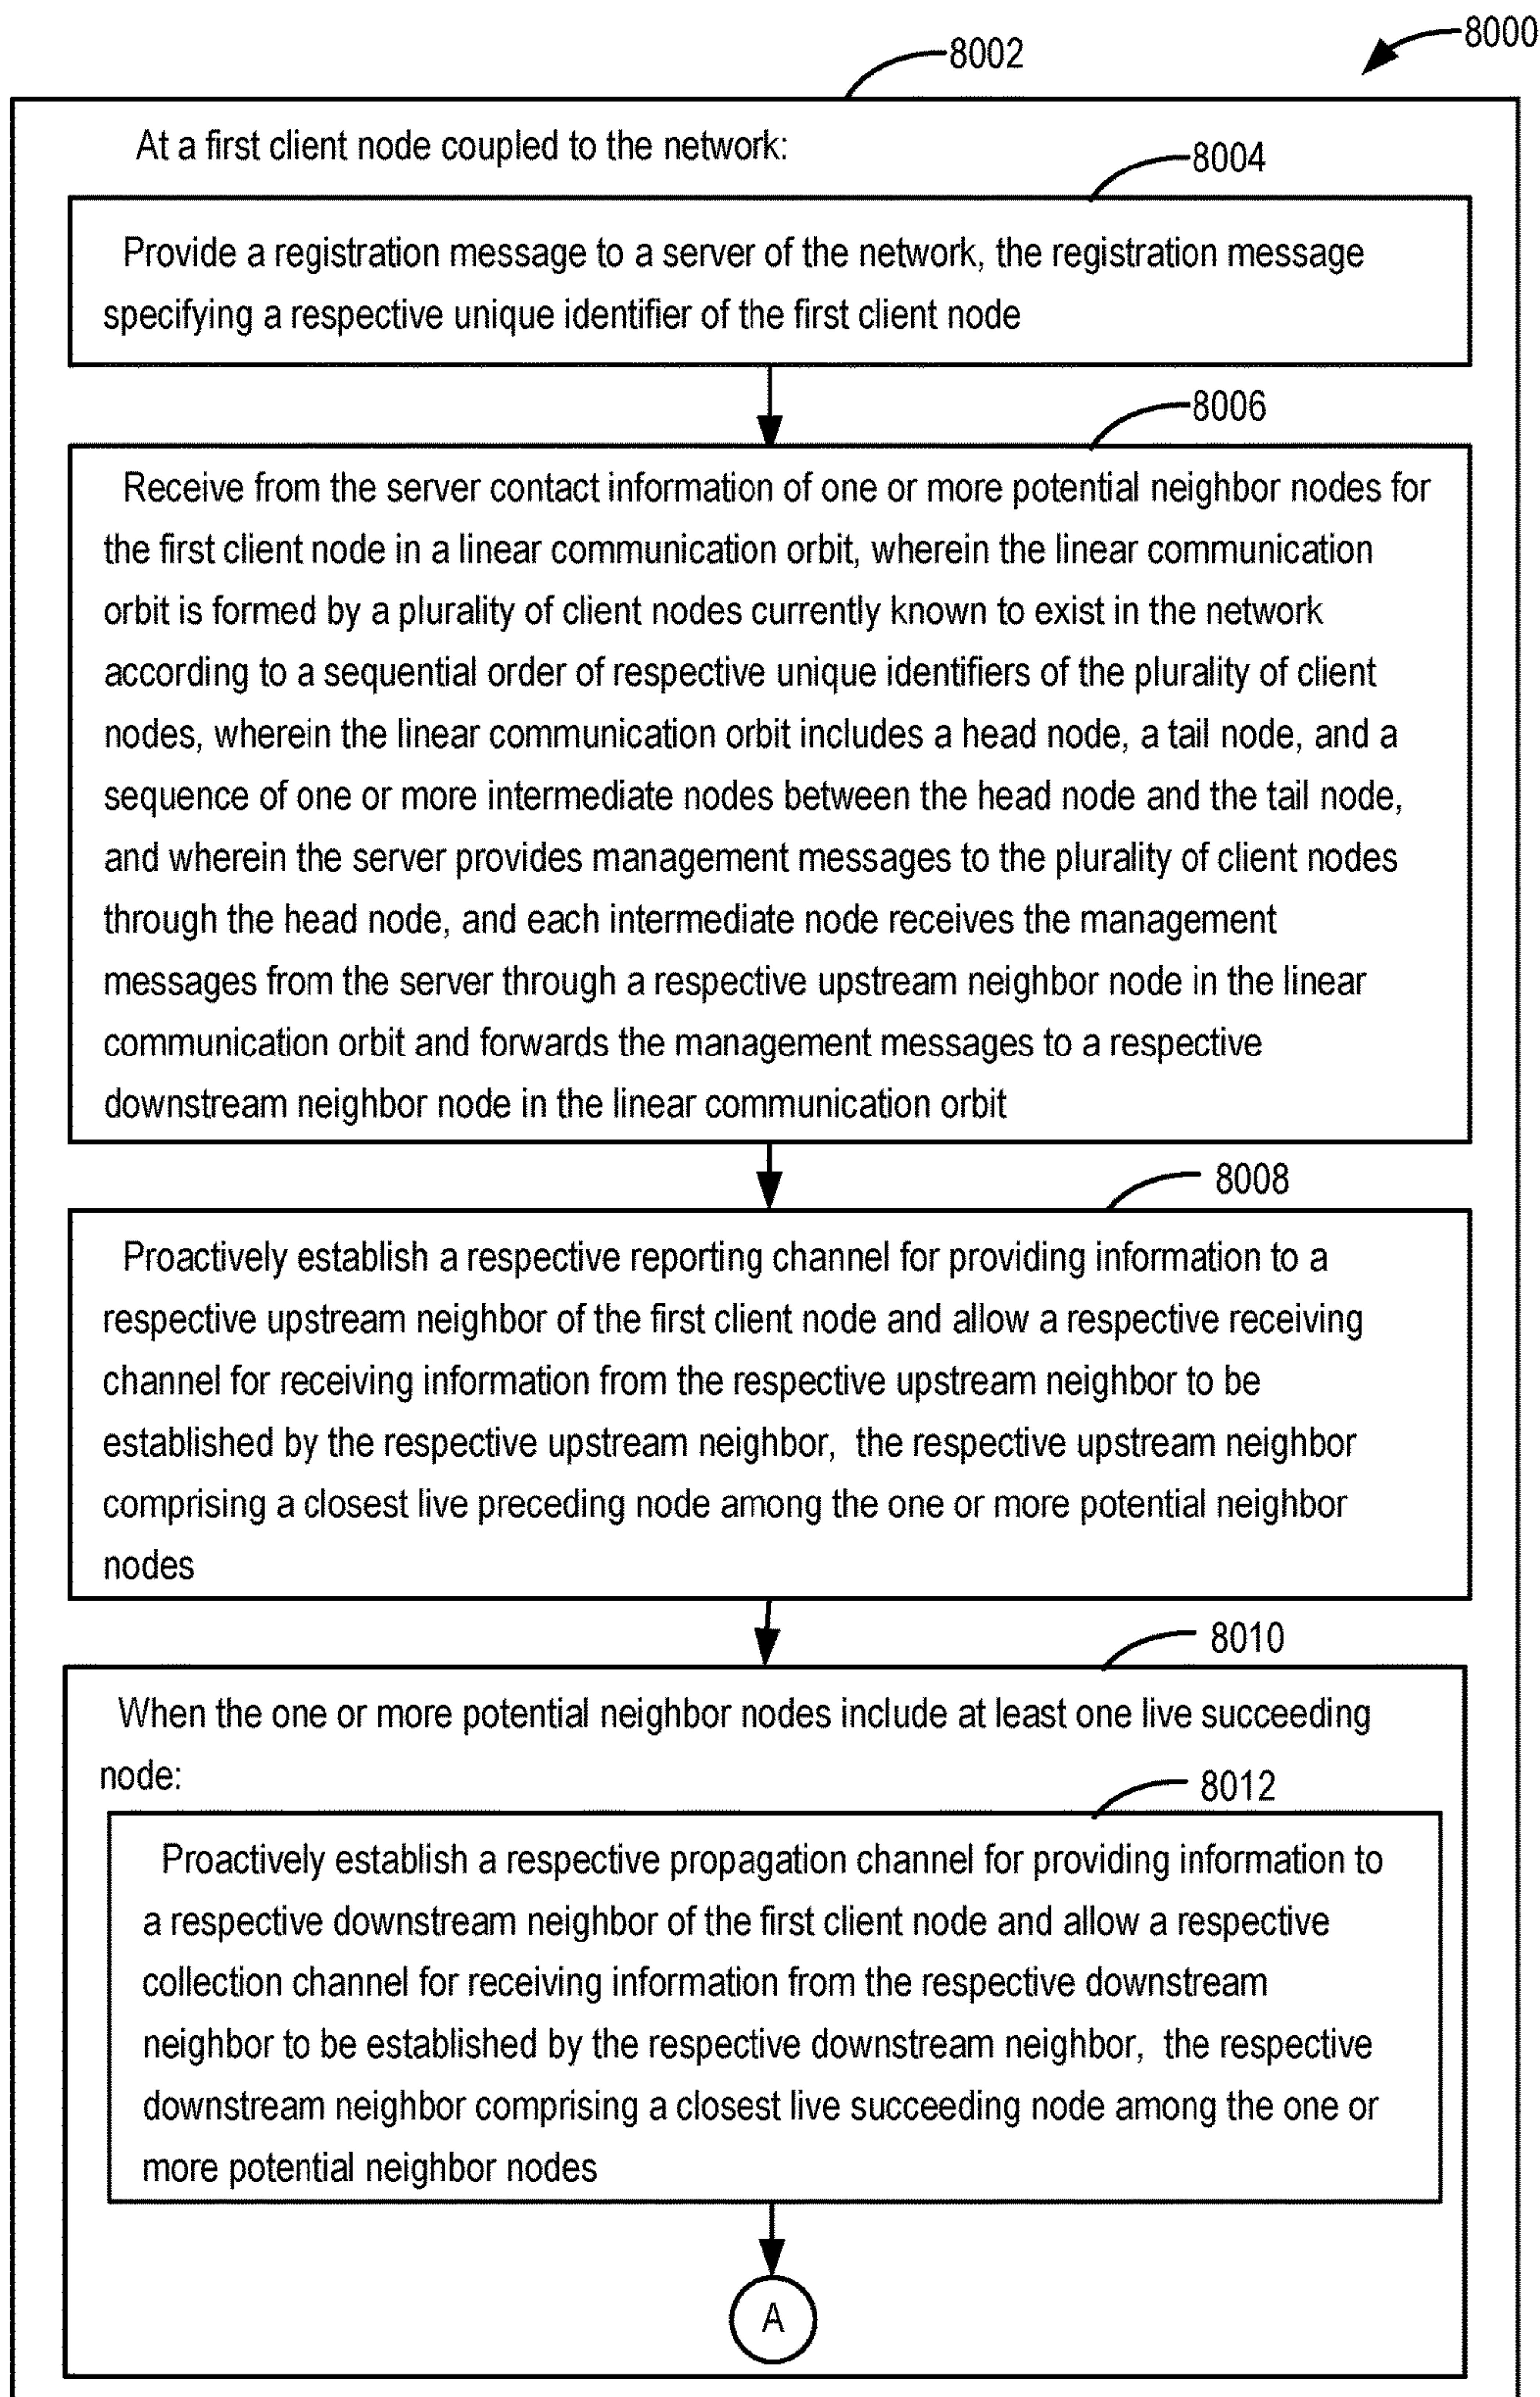 8000
8002
At a first client node coupled to the network:
8004
Provide a registration message to a server of the network, the registration message
specifying a respective unique identifier of the first client node
8006
Receive from the server contact information of one or more potential neighbor nodes for
the first client node in a linear communication orbit, wherein the linear communication
orbit is formed by a plurality of client nodes currently known to exist in the network
according to a sequential order of respective unique identifiers of the plurality of client
nodes, wherein the linear communication orbit includes a head node, a tail node, and a
sequence of one or more intermediate nodes between the head node and the tail node,
and wherein the server provides management messages to the plurality of client nodes
through the head node, and each intermediate node receives the management
messages from the server through a respective upstream neighbor node in the linear
communication orbit and forwards the management messages to a respective
downstream neighbor node in the linear communication orbit
8008
Proactively establish a respective reporting channel for providing information to a
respective upstream neighbor of the first client node and allow a respective receiving
channel for receiving information from the respective upstream neighbor to be
established by the respective upstream neighbor, the respective upstream neighbor
comprising a closest live preceding node among the one or more potential neighbor
nodes
8010
When the one or more potential neighbor nodes include at least one live succeeding
node:
8012
Proactively establish a respective propagation channel for providing information to
a respective downstream neighbor of the first client node and allow a respective
collection channel for receiving information from the respective downstream
neighbor to be established by the respective downstream neighbor, the respective
downstream neighbor comprising a closest live succeeding node among the one or
more potential neighbor nodes
A